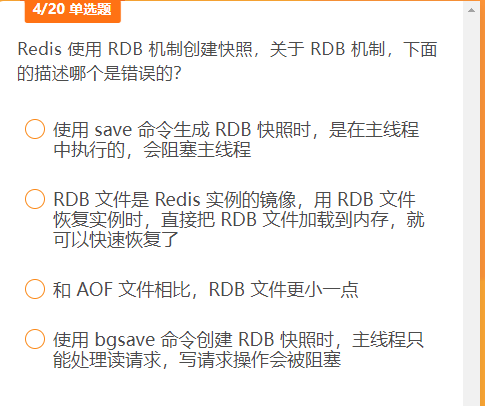 4/20 单选题
Redis 使用 RDB 机制创建快照，关于 RDB 机制，下面
的描述哪个是错误的？
使用 save 命令生成 RDB 快照时，是在主线程
中执行的，会阻塞主线程
RDB 文件是 Redis 实例的镜像，用 RDB 文件
恢复实例时，直接把 RDB 文件加载到内存，就
可以快速恢复了
和 AOF 文件相比，RDB 文件更小一点
使用 bgsave 命令创建 RDB 快照时，主线程只
能处理读请求，写请求操作会被阻塞